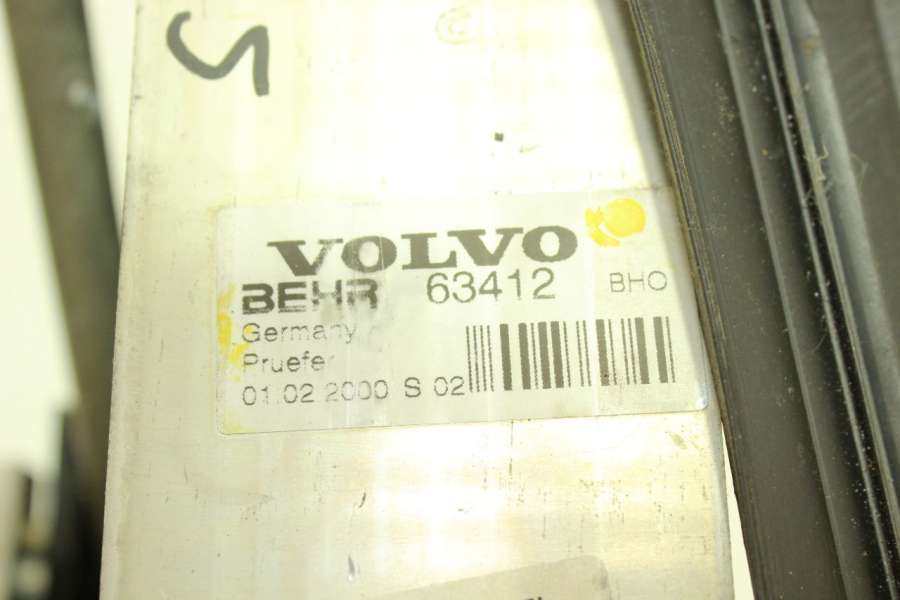 VOLVO
BEHR 63412 BHO
Germany
Pruefer
01.02 2000 S 02